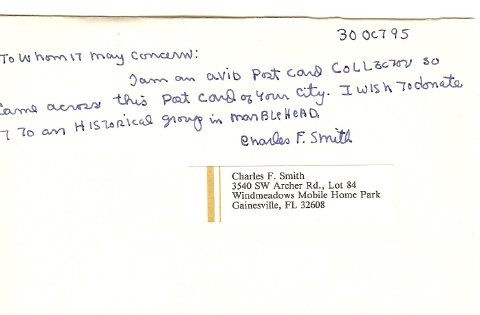 30 OCT 95
To Whom it may concern:
I am an avid Post card Collector so
came across this Post card of your city. I wish to donate
it to an Historical group in Marblehead.
Charles F. Smith
Charles F. Smith
3540 SW Archer Rd., Lot 84
Windmeadows Mobile Home Park
Gainesville, FL 32608